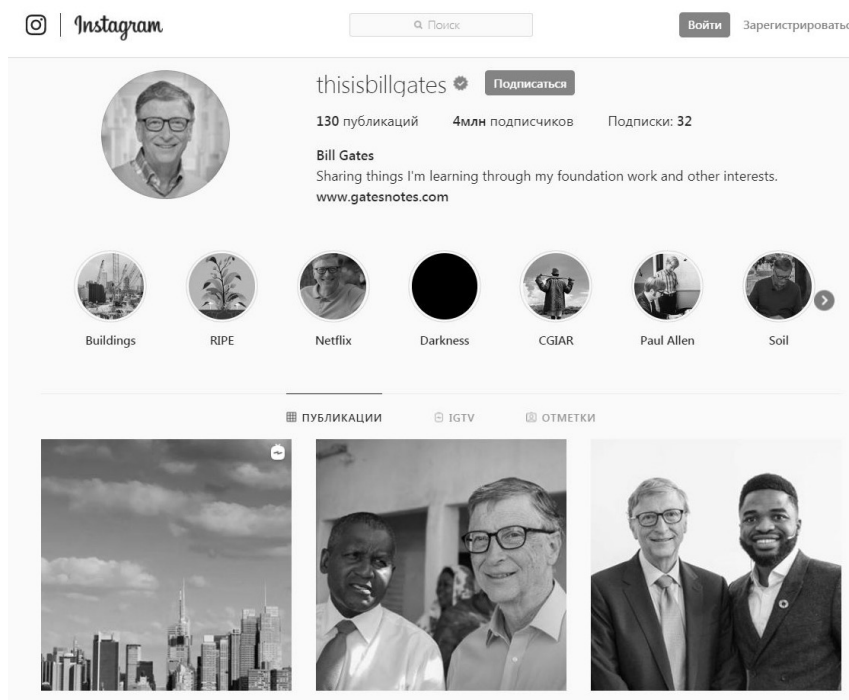 Instagram
Поиск
Войти
Зарегистрироватьс
thisisbillgates
Подписаться
130 публикаций 4млн подписчиков Подписки: 32
Bill Gates
Sharing things I'm learning through my foundation work and other interests.
www.gatesnotes.com
Buildings RIPE Netflix Darkness CGIAR Paul Allen Soil
ПУБЛИКАЦИИ IGTV ОТМЕТКИ